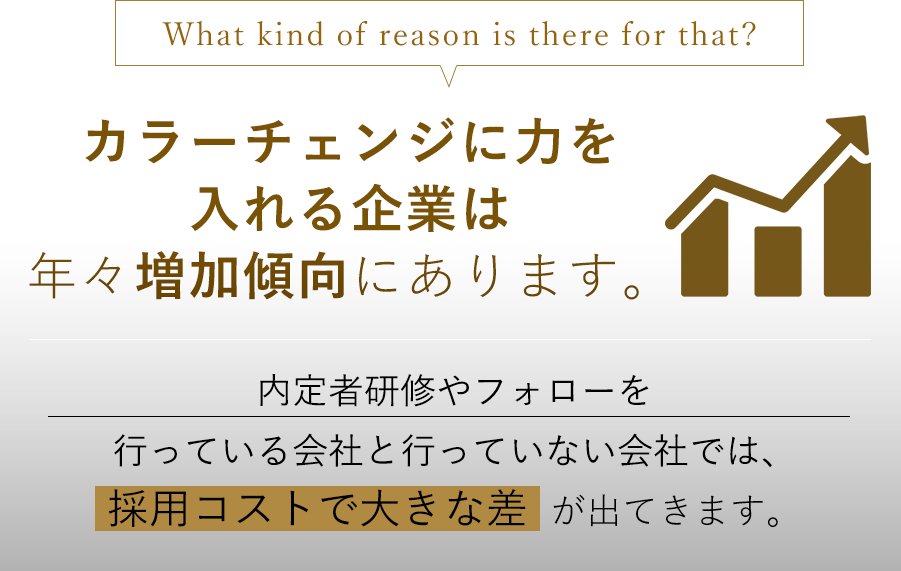 What kind of reason is there for that?
カラーチェンジに力を
入れる企業は
年々増加傾向にあります。
内定者研修やフォローを
行っている会社と行っていない会社では、
採用コストで大きな差 が出てきます。